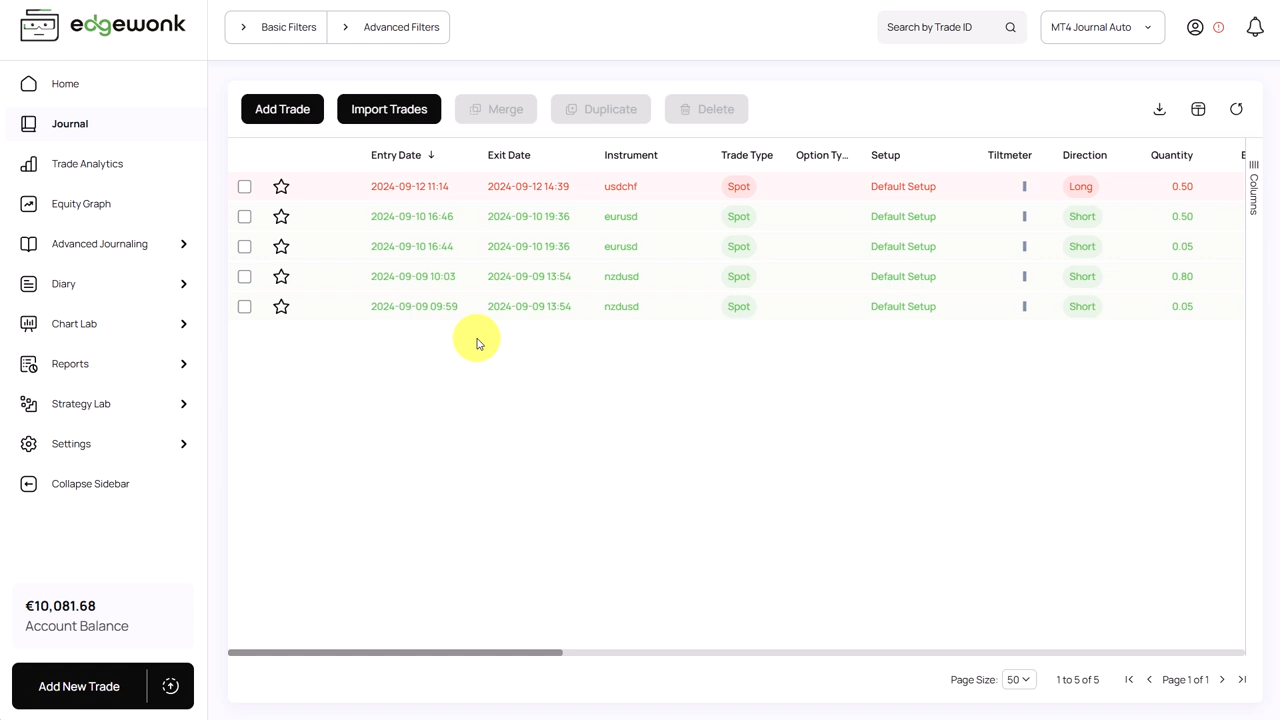 edgewonk
Basic Filters
Advanced Filters
Search by Trade ID
MT4 Journal Auto
Home
Journal
Trade Analytics
Equity Graph
Advanced Journaling
Diary
Chart Lab
Reports
Strategy Lab
Settings
Collapse Sidebar
€10,081.68
Account Balance
Add New Trade
Add Trade Import Trades Merge Duplicate Delete
Entry Date Exit Date Instrument Trade Type Option Ty... Setup Tiltmeter Direction Quantity
2024-09-12 11:14 2024-09-12 14:39 usdchf Spot Default Setup Long 0.50
2024-09-10 16:46 2024-09-10 19:36 eurusd Spot Default Setup Short 0.50
2024-09-10 16:44 2024-09-10 19:36 eurusd Spot Default Setup Short 0.05
2024-09-09 10:03 2024-09-09 13:54 nzdusd Spot Default Setup Short 0.80
2024-09-09 09:59 2024-09-09 13:54 nzdusd Spot Default Setup Short 0.05
Columns
Page Size: 50 1 to 5 of 5 Page 1 of 1